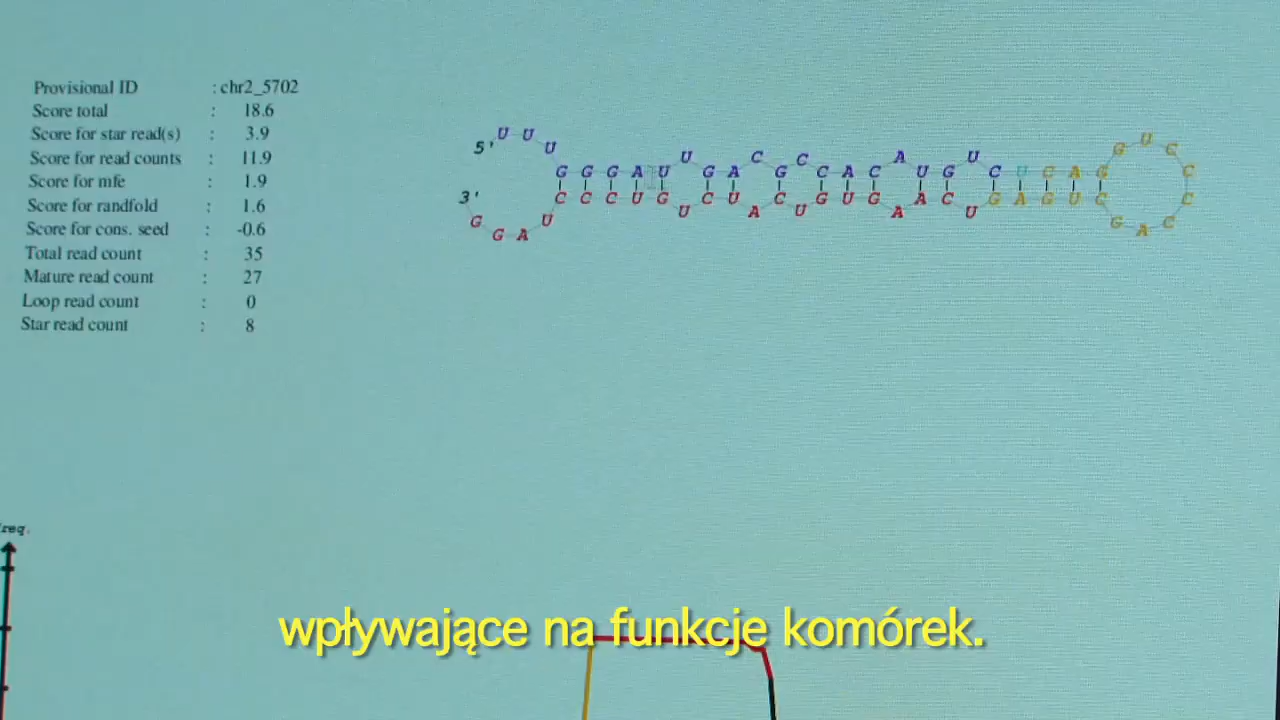 Provisional ID : chr2_5702
Score total : 18.6
Score for star read(s) : 3.9
Score for read counts : 11.9
Score for mfe : 1.9
Score for randfold : 1.6
Score for cons. seed : -0.6
Total read count : 35
Mature read count : 27
Loop read count : 0
Star read count : 8
5' U U U G G G A U U G A C G C C A C A U G U C U C A G G U C C C
3' G G A U C C C U G U C U A C U G U G A A C U G A G U C G A C C
freq.
wpływające na funkcje komórek.